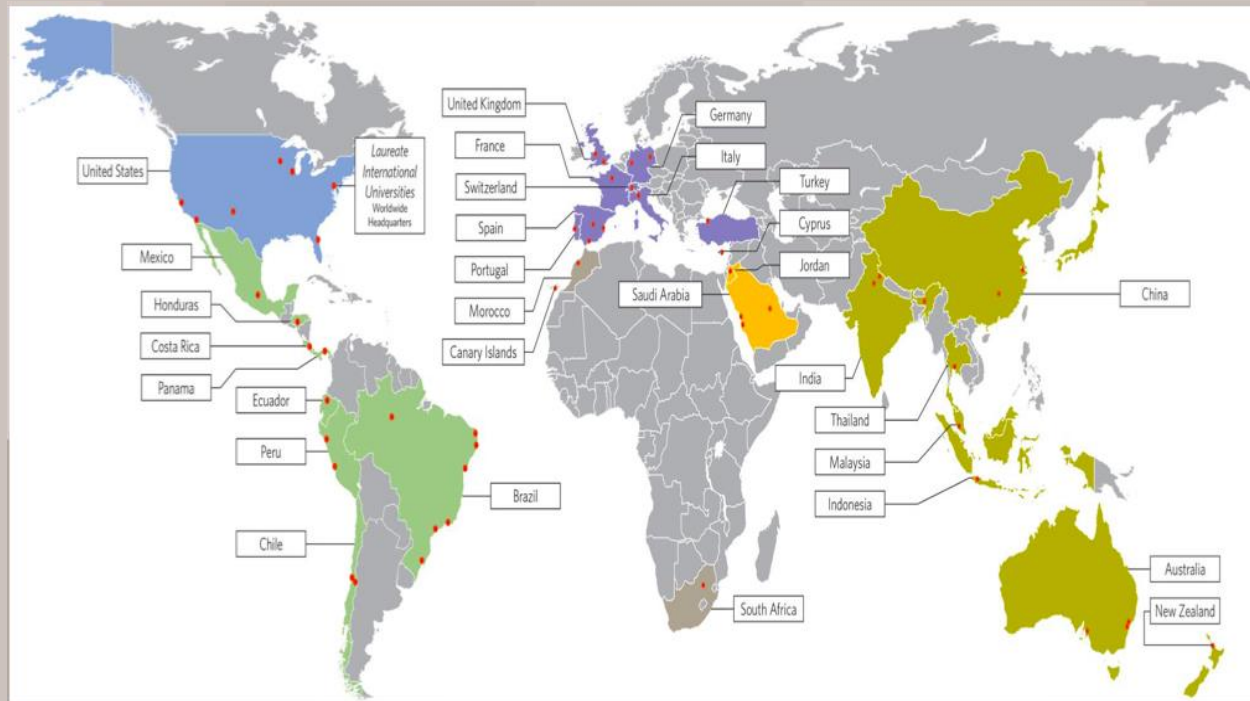 United States
Laureate
International
Universities
Worldwide
Headquarters
Mexico
Honduras
Costa Rica
Panama
Ecuador
Peru
Brazil
Chile
United Kingdom
France
Switzerland
Spain
Portugal
Morocco
Canary Islands
Germany
Italy
Turkey
Cyprus
Jordan
Saudi Arabia
China
India
Thailand
Malaysia
Indonesia
South Africa
Australia
New Zealand